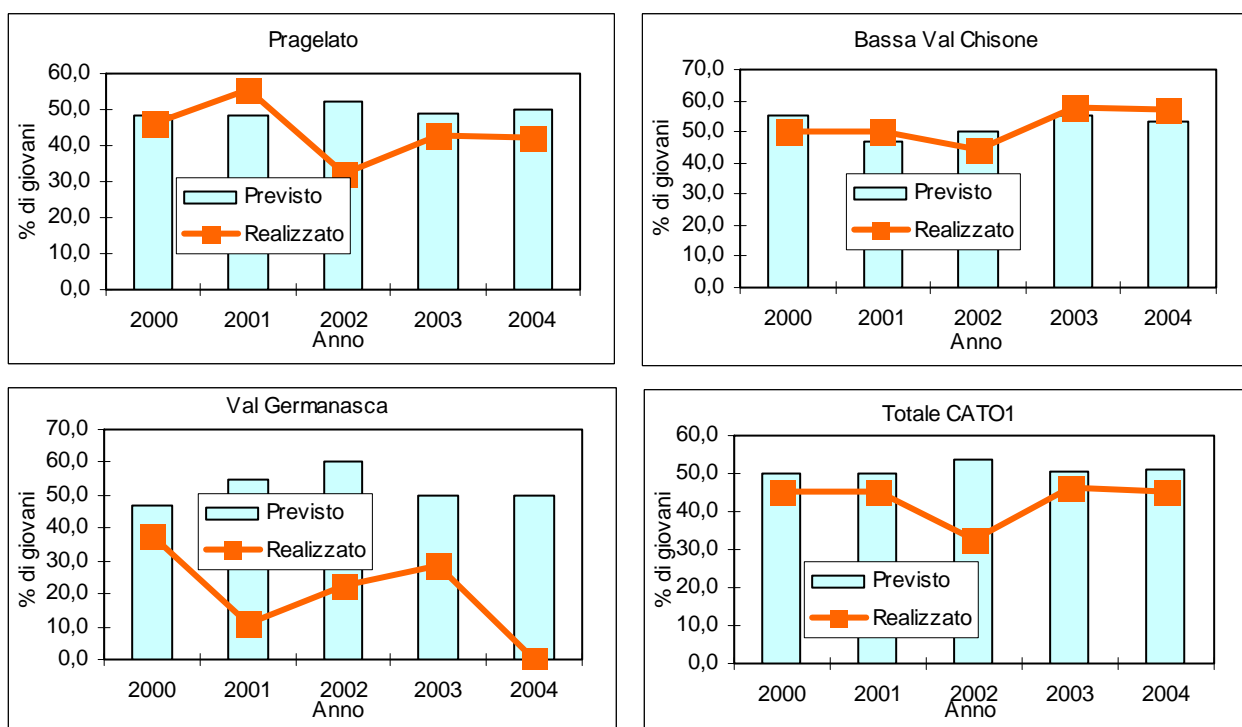 Pragelato
% di giovani
60,0
50,0
40,0
30,0
20,0
10,0
0,0
Previsto
Realizzato
2000 2001 2002 2003 2004
Anno
Bassa Val Chisone
% di giovani
70,0
60,0
50,0
40,0
30,0
20,0
10,0
0,0
Previsto
Realizzato
2000 2001 2002 2003 2004
Anno
Val Germanasca
% di giovani
70,0
60,0
50,0
40,0
30,0
20,0
10,0
0,0
Previsto
Realizzato
2000 2001 2002 2003 2004
Anno
Totale CATO1
% di giovani
60,0
50,0
40,0
30,0
20,0
10,0
0,0
Previsto
Realizzato
2000 2001 2002 2003 2004
Anno